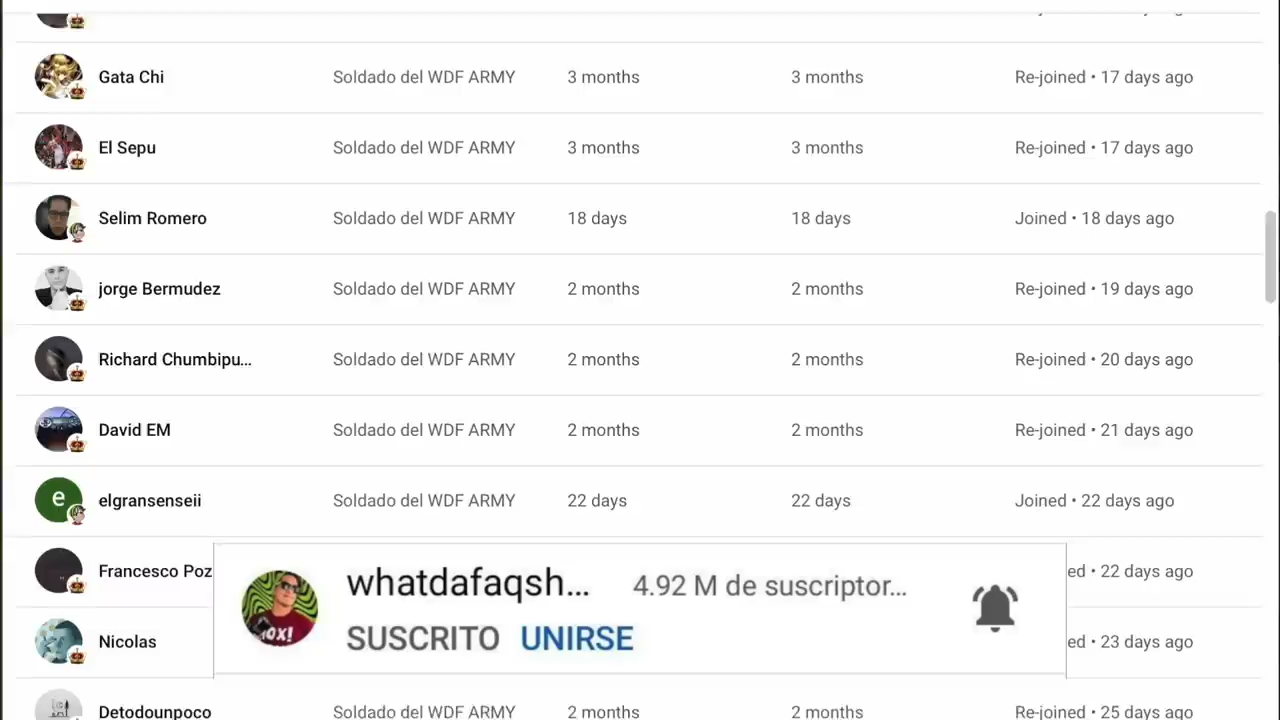 Gata Chi Soldado del WDF ARMY 3 months 3 months Re-joined • 17 days ago
El Sepu Soldado del WDF ARMY 3 months 3 months Re-joined • 17 days ago
Selim Romero Soldado del WDF ARMY 18 days 18 days Joined • 18 days ago
jorge Bermudez Soldado del WDF ARMY 2 months 2 months Re-joined • 19 days ago
Richard Chumbipu... Soldado del WDF ARMY 2 months 2 months Re-joined • 20 days ago
David EM Soldado del WDF ARMY 2 months 2 months Re-joined • 21 days ago
e elgransenseii Soldado del WDF ARMY 22 days 22 days Joined • 22 days ago
Francesco Poz ed • 22 days ago
whatdafaqsh... 4.92 M de suscriptor...
SUSCRITO UNIRSE
Nicolas ed • 23 days ago
Detodounpoco Soldado del WDF ARMY 2 months 2 months Re-joined • 25 days ago